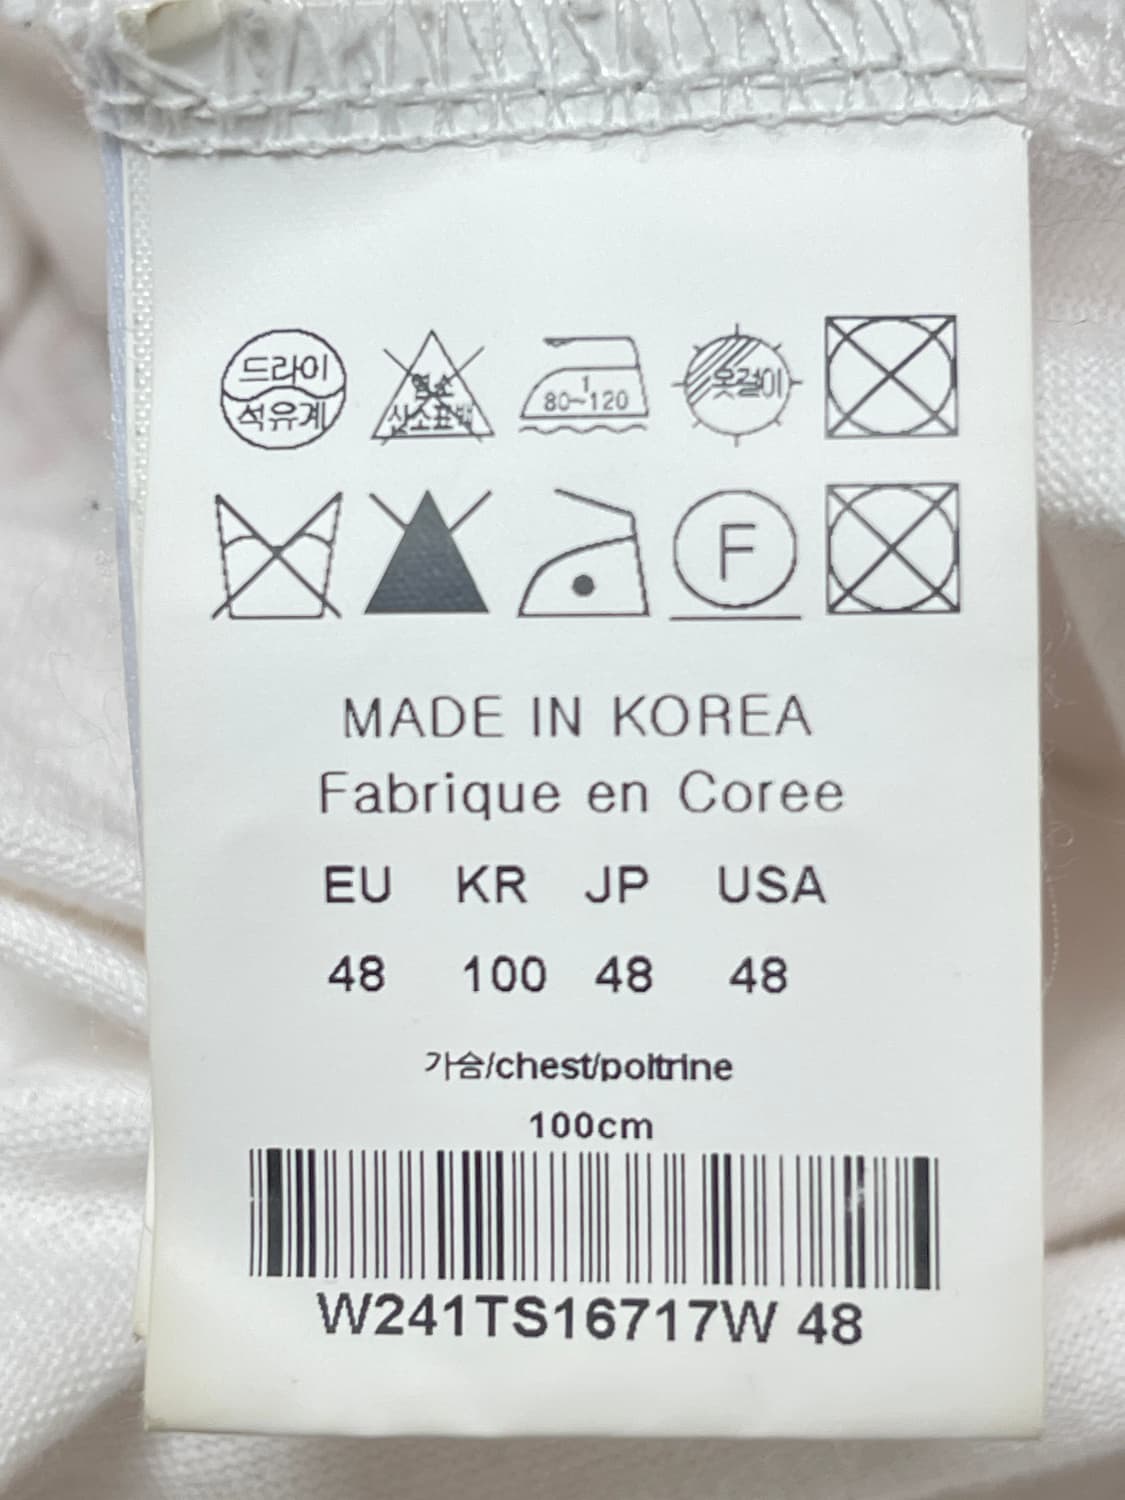 드라이
석유계
염소
산소표백
1
80~120
옷걸이
F
MADE IN KOREA
Fabrique en Coree
EU KR JP USA
48 100 48 48
가슴/chest/poltrine
100cm
W241TS16717W 48